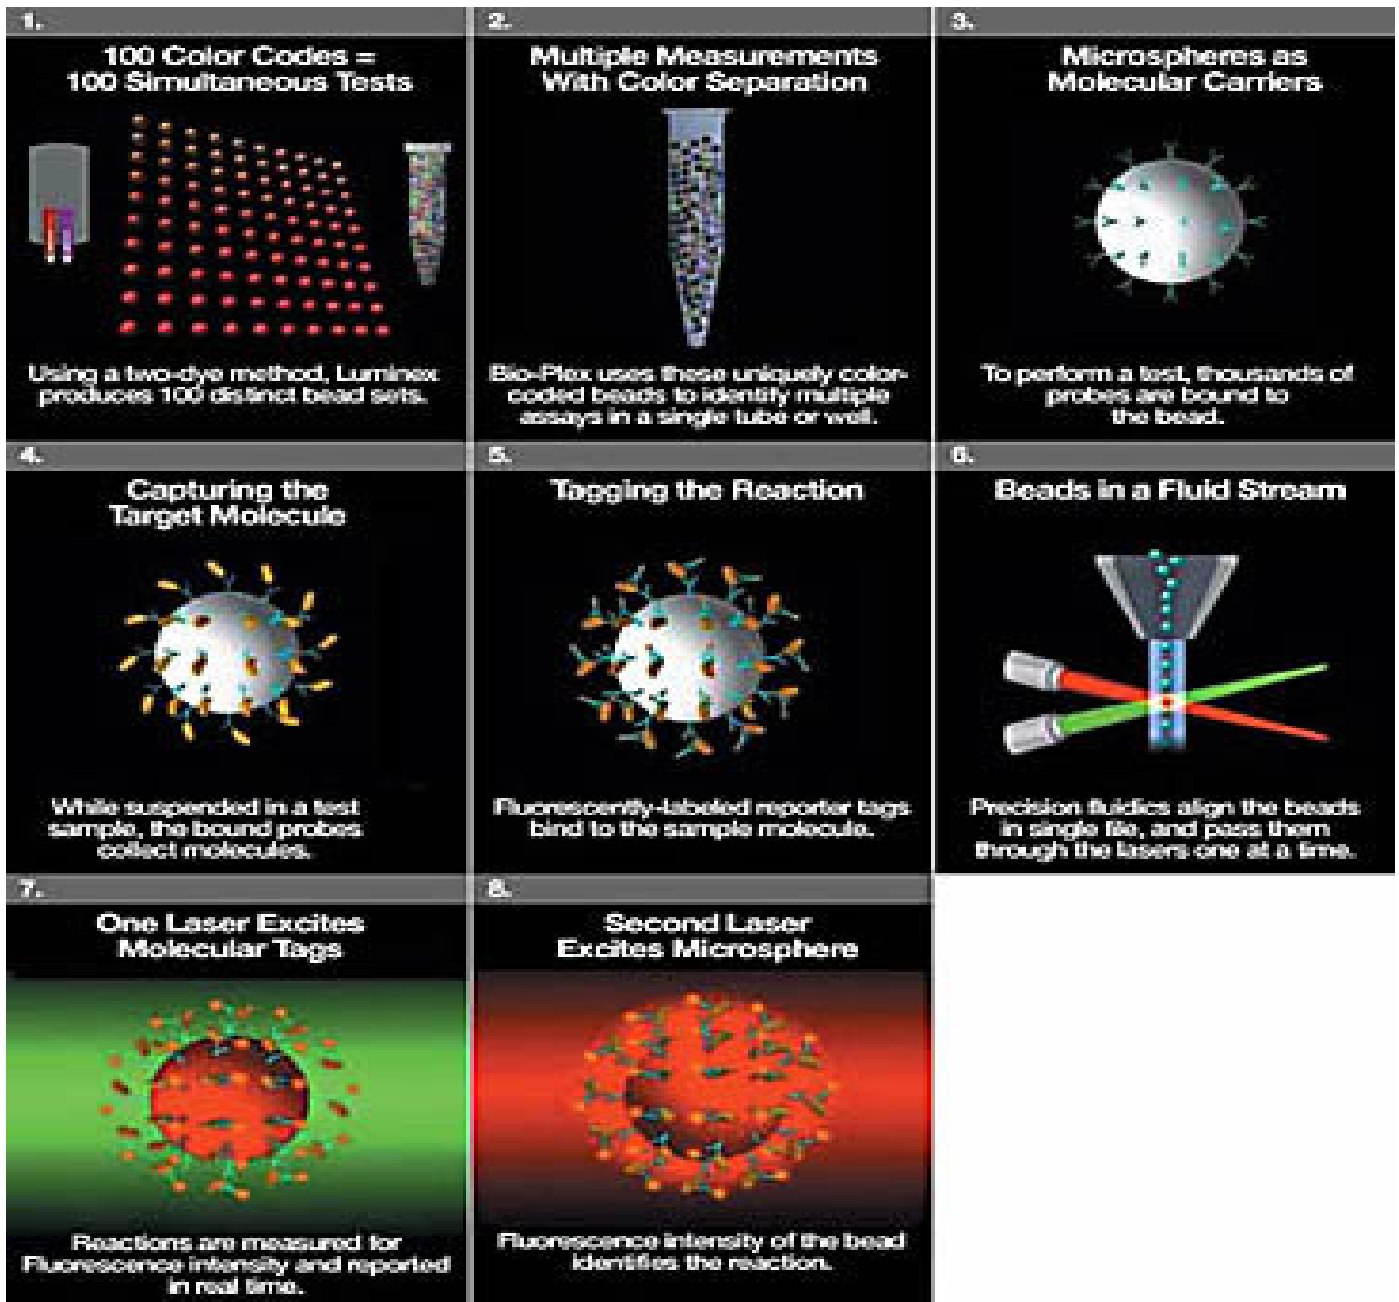 1.
100 Color Codes =
100 Simultaneous Tests
Using a two-dye method, Luminex
produces 100 distinct bead sets.
2.
Multiple Measurements
With Color Separation
Bio-Plex uses these uniquely color-
coded beads to identify multiple
assays in a single tube or well.
3.
Microspheres as
Molecular Carriers
To perform a test, thousands of
probes are bound to
the bead.
4.
Capturing the
Target Molecule
While suspended in a test
sample, the bound probes
collect molecules.
5.
Tagging the Reaction
Fluorescently-labeled reporter tags
bind to the sample molecule.
6.
Beads in a Fluid Stream
Precision fluidics align the beads
in single file, and pass them
through the lasers one at a time.
7.
One Laser Excites
Molecular Tags
Reactions are measured for
Fluorescence intensity and reported
in real time.
8.
Second Laser
Excites Microsphere
Fluorescence intensity of the bead
identifies the reaction.